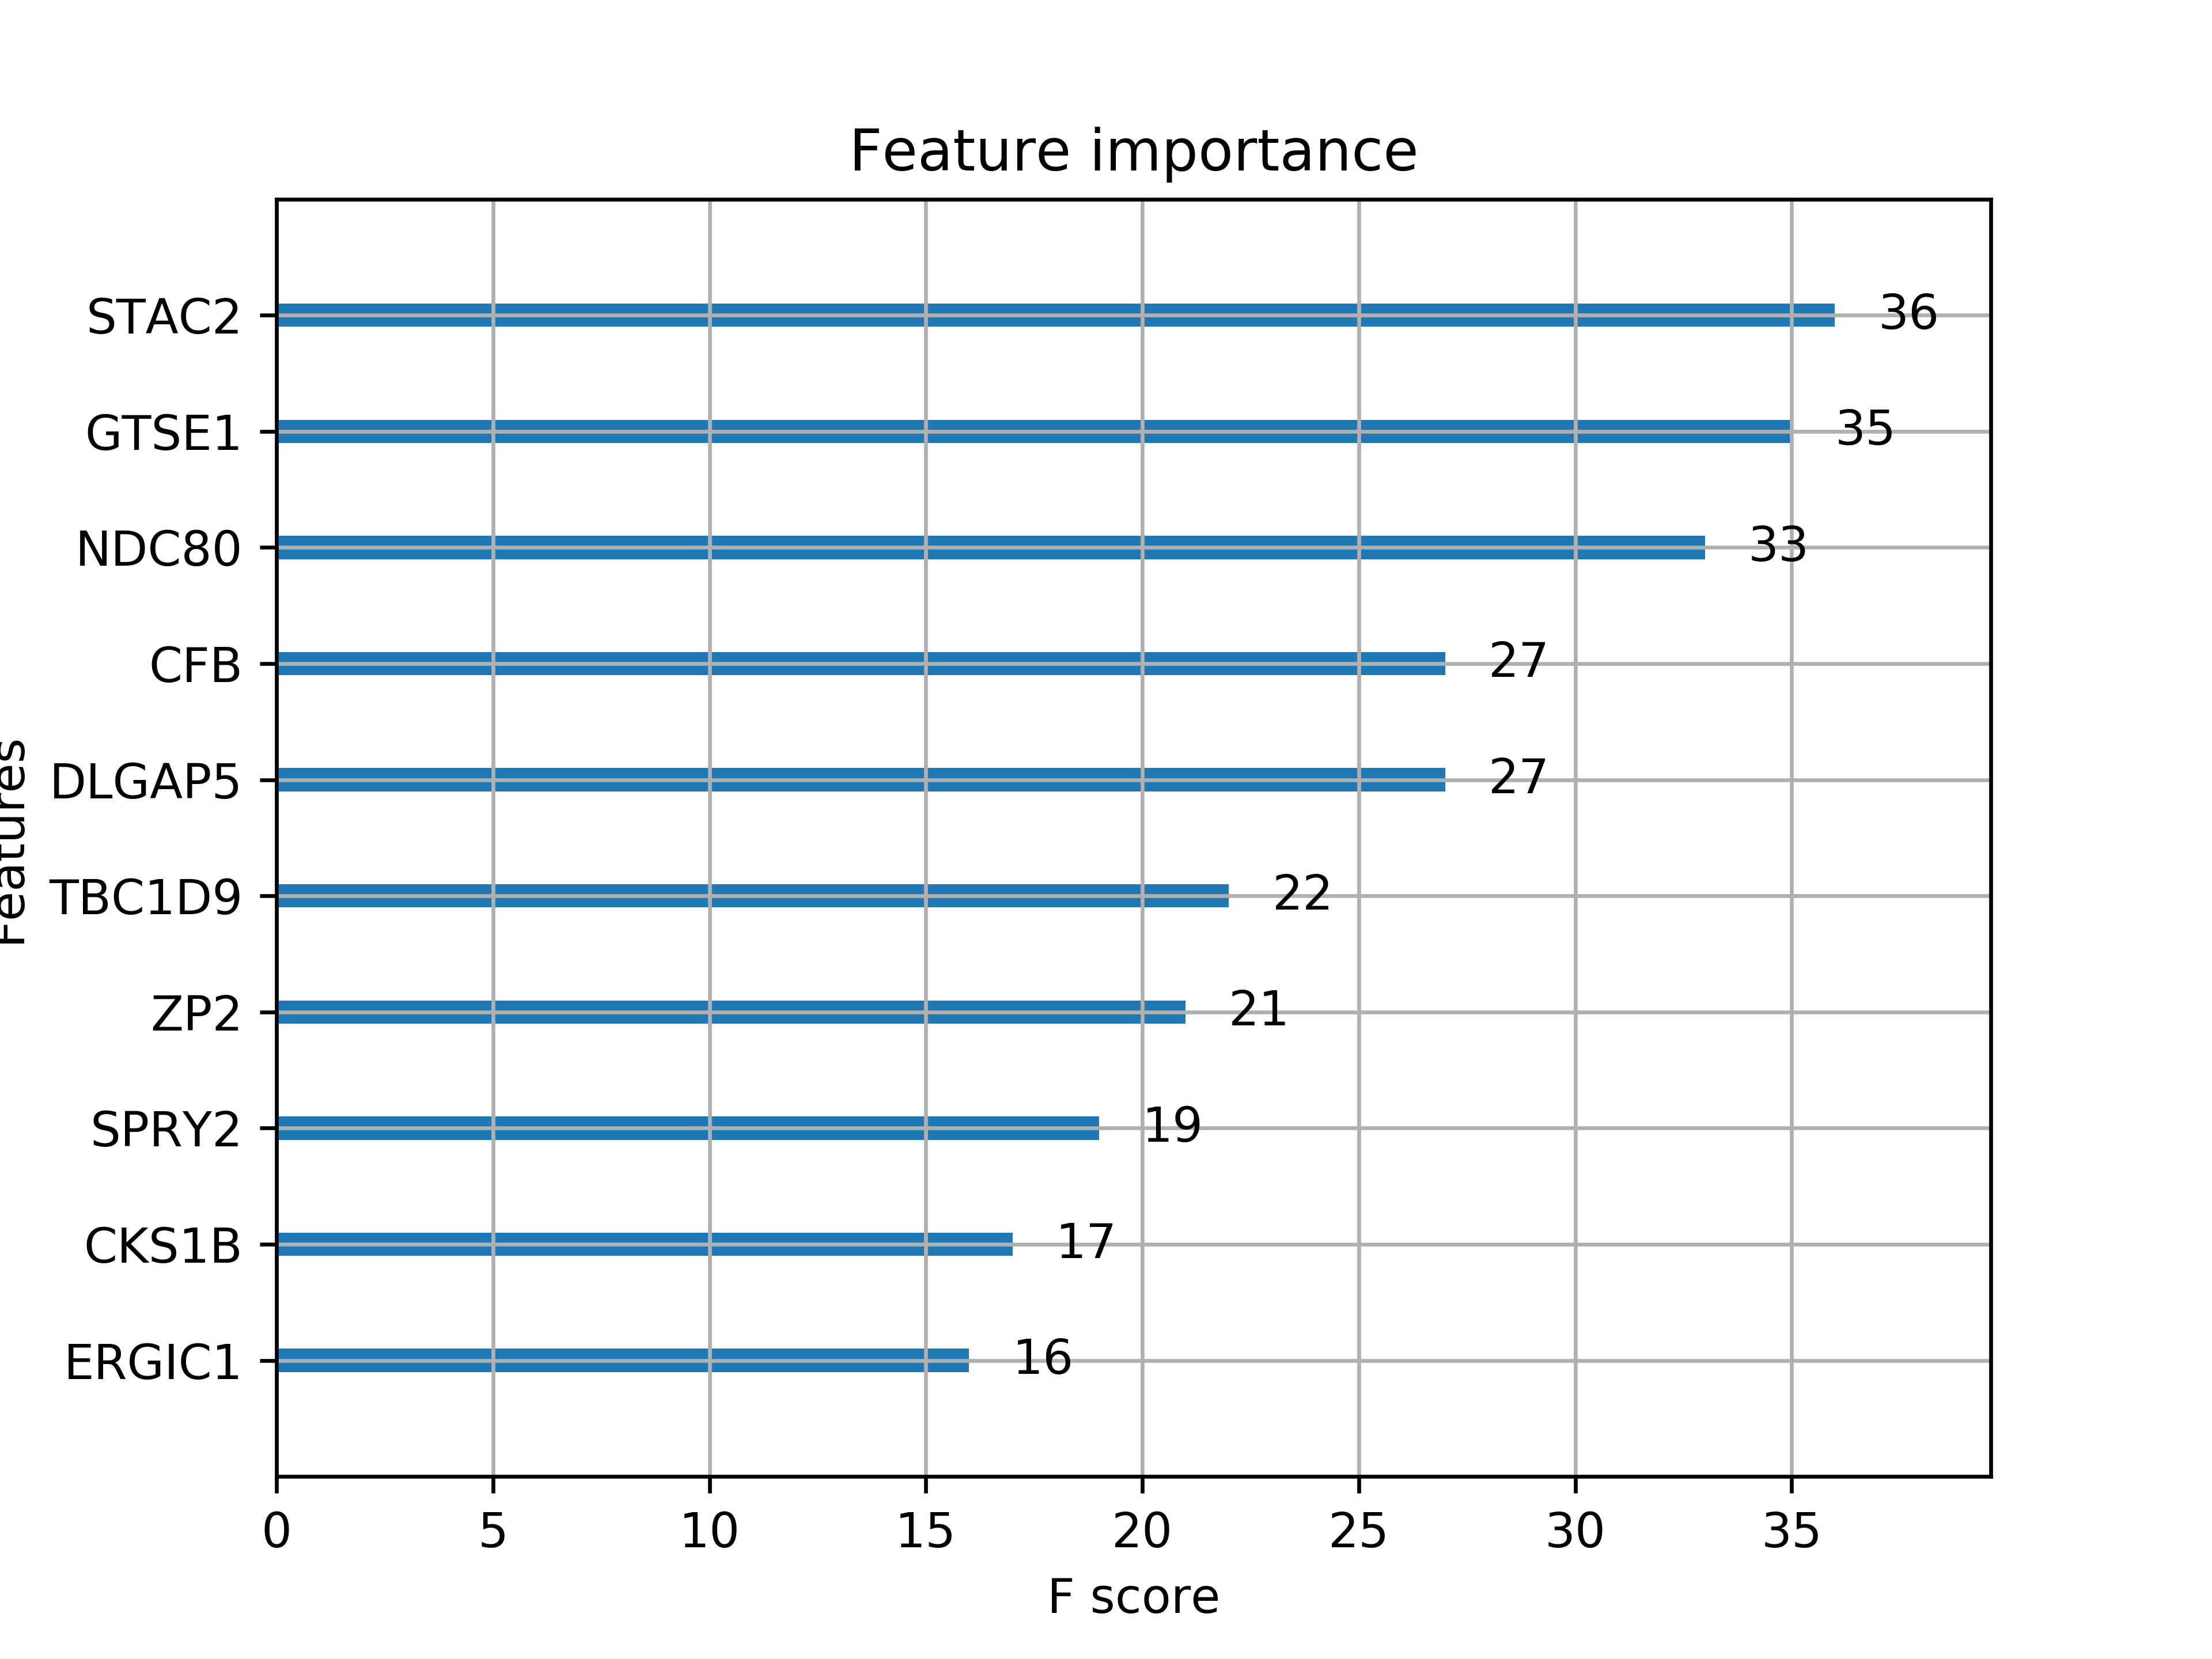 Feature importance
STAC2 36
GTSE1 35
NDC80 33
CFB 27
DLGAP5 27
TBC1D9 22
ZP2 21
SPRY2 19
CKS1B 17
ERGIC1 16
Features
0 5 10 15 20 25 30 35
F score